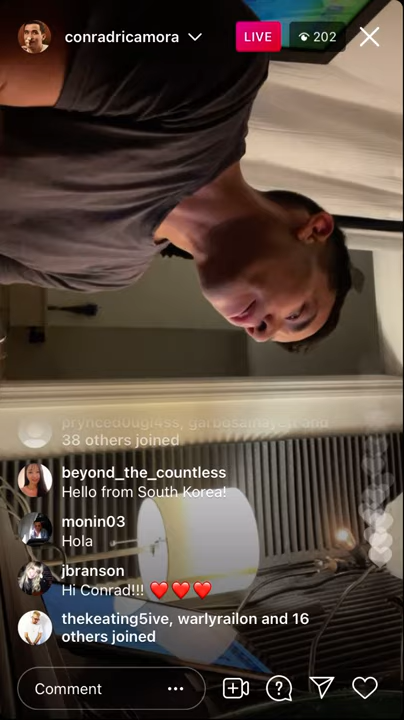 conradricamora
LIVE
202
38 others joined
beyond_the_countless
Hello from South Korea!
monin03
Hola
jbranson
Hi Conrad!!! ❤️❤️❤️
thekeating5ive, warlyrailon and 16
others joined
Comment